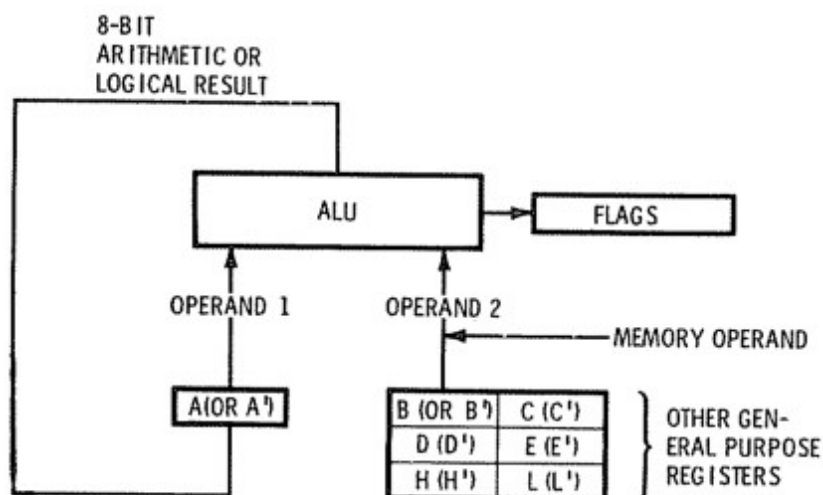 8-BIT
ARITHMETIC OR
LOGICAL RESULT
ALU
FLAGS
OPERAND 1
OPERAND 2
MEMORY OPERAND
A(OR A')
B (OR B')
C (C')
D (D')
E (E')
H (H')
L (L')
OTHER GEN-
ERAL PURPOSE
REGISTERS